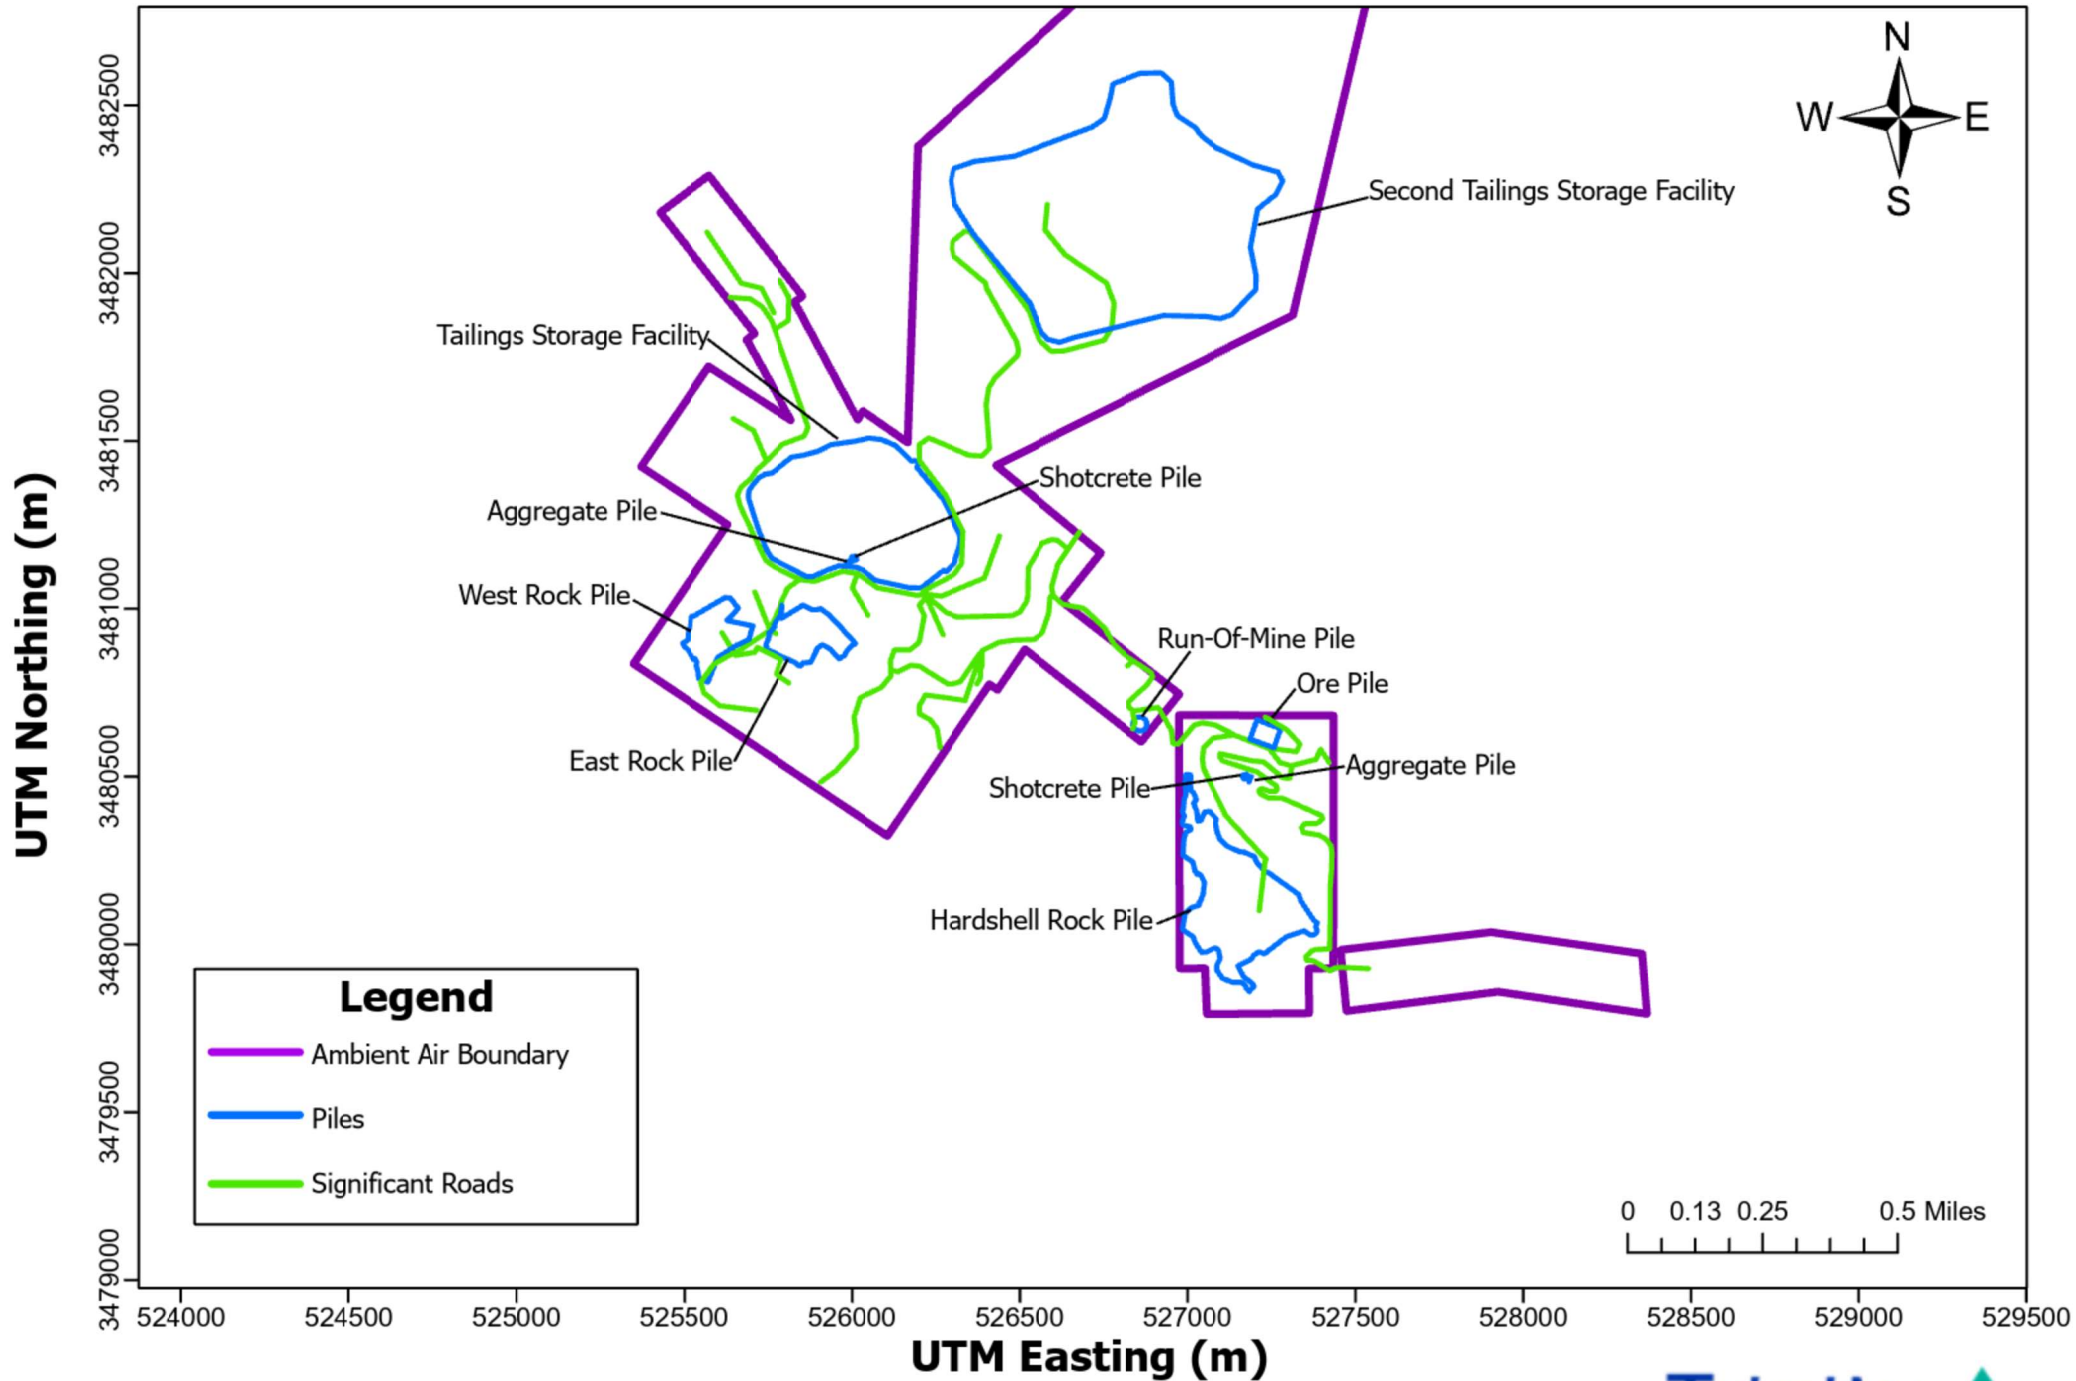 N
W E
S
3482500
3482000
3481500
3481000
3480500
3480000
3479500
3479000
UTM Northing (m)
Second Tailings Storage Facility
Tailings Storage Facility
Shotcrete Pile
Aggregate Pile
West Rock Pile
Run-Of-Mine Pile
Ore Pile
East Rock Pile
Aggregate Pile
Shotcrete Pile
Hardshell Rock Pile
Legend
Ambient Air Boundary
Piles
Significant Roads
0 0.13 0.25 0.5 Miles
524000 524500 525000 525500 526000 526500 527000 527500 528000 528500 529000 529500
UTM Easting (m)